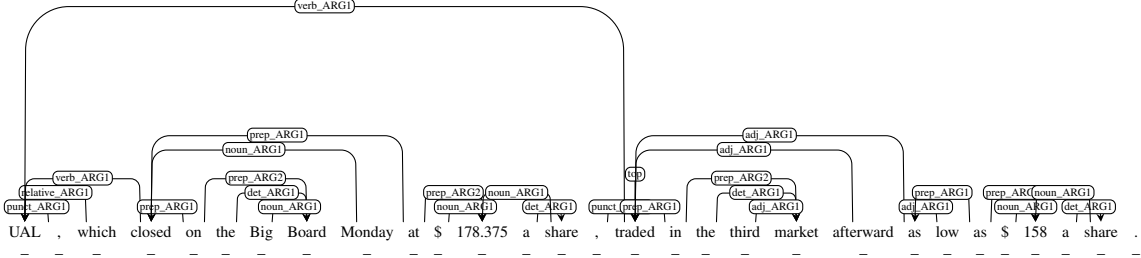 verb_ARG1
prep_ARG1 adj_ARG1
noun_ARG1 adj_ARG1
top
verb_ARG1 prep_ARG2 prep_ARG2
relative_ARG1 det_ARG1 prep_ARG2 noun_ARG1 det_ARG1 prep_ARG1 noun_ARG1
punct_ARG1 prep_ARG1 noun_ARG1 noun_ARG1 det_ARG1 prep_ARG1 adj_ARG1 adj_ARG1 noun_ARG1 det_ARG1
UAL , which closed on the Big Board Monday at $ 178.375 a share , traded in the third market afterward as low as $ 158 a share .
_ _ _ _ _ _ _ _ _ _ _ _ _ _ _ _ _ _ _ _ _ _ _ _ _ _ _ _ _